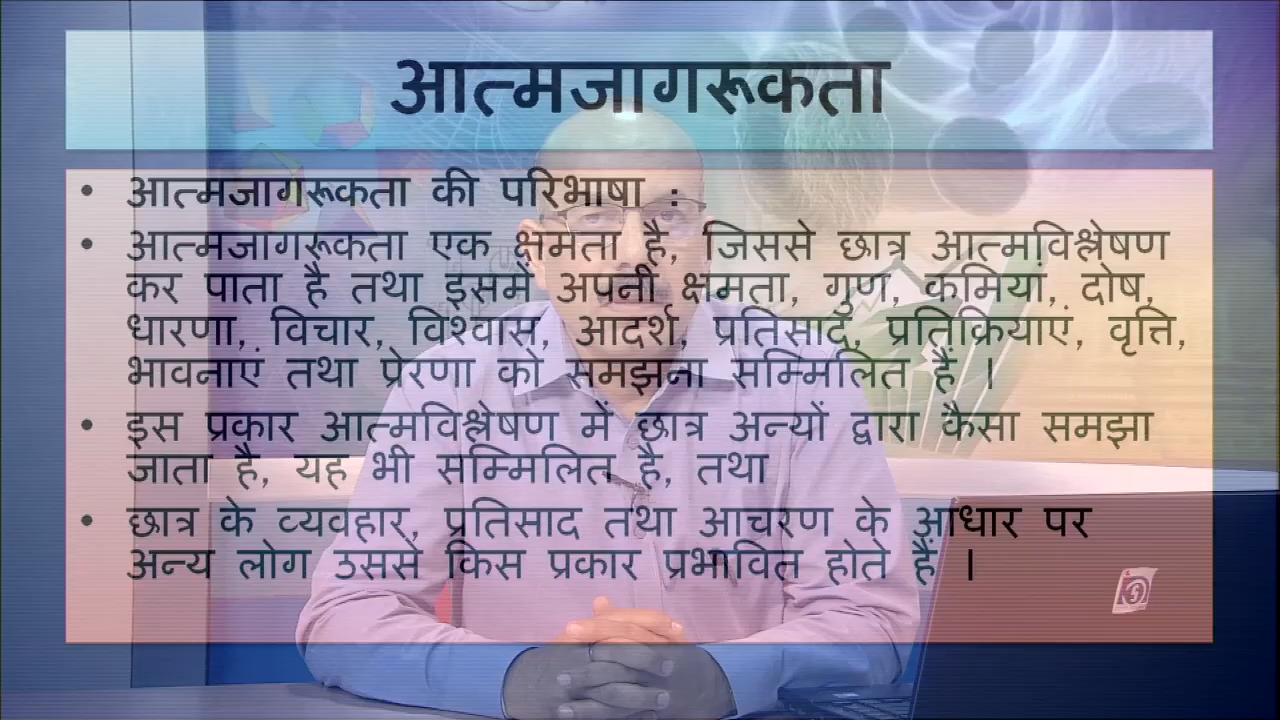 आत्मजागरूकता
• आत्मजागरूकता की परिभाषा :
• आत्मजागरूकता एक क्षमता है, जिससे छात्र आत्मविश्लेषण
कर पाता है तथा इसमें अपनी क्षमता, गुण, कमियां, दोष,
धारणा, विचार, विश्वास, आदर्श, प्रतिसाद, प्रतिक्रियाएं, वृत्ति,
भावनाएं तथा प्रेरणा को समझना सम्मिलित है ।
• इस प्रकार आत्मविश्लेषण में छात्र अन्यों द्वारा कैसा समझा
जाता है, यह भी सम्मिलित है, तथा
• छात्र के व्यवहार, प्रतिसाद तथा आचरण के आधार पर
अन्य लोग उससे किस प्रकार प्रभावित होते हैं ।